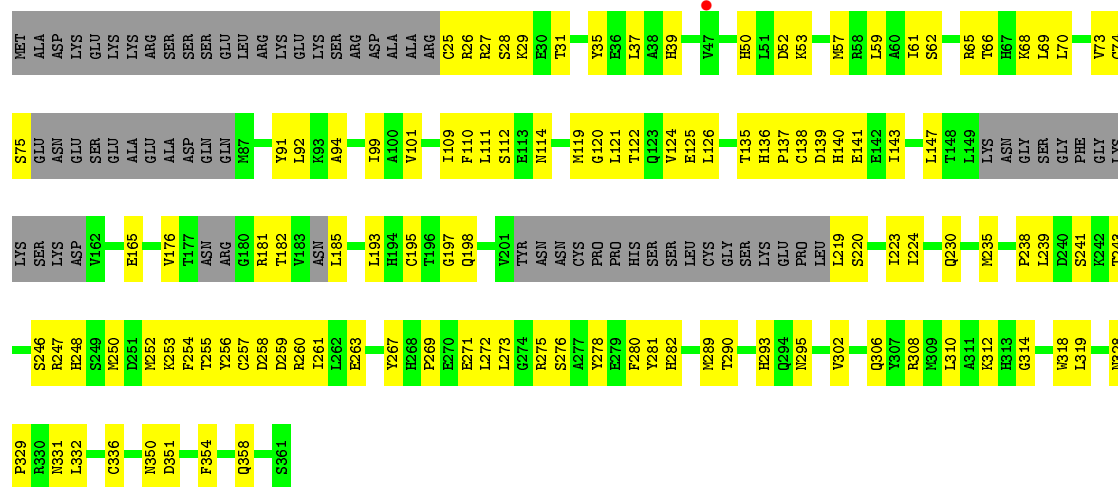 MET ALA ASP LYS GLU LYS LYS ARG SER SER SER GLU LEU ARG LYS GLU LYS SER ARG ASP ALA ALA ARG C25 R26 R27 S28 K29 E30 T31 Y35 E36 L37 A38 H39 V47 H50 L51 D52 K53 M57 R58 L59 A60 I61 S62 R65 T66 H67 K68 L69 L70 V73 C74
S75 GLU ASN GLU SER GLU ALA GLU ALA ASP GLN GLN M87 Y91 L92 K93 A94 I99 A100 V101 I109 F110 L111 S112 E113 N114 M119 G120 L121 T122 Q123 V124 E125 L126 T135 H136 P137 C138 D139 H140 E141 E142 I143 L147 T148 L149 LYS ASN GLY SER GLY PHE GLY LYS
LYS SER LYS ASP V162 E165 V176 T177 ASN ARG G180 R181 T182 V183 ASN L185 L193 H194 C195 T196 G197 Q198 V201 TYR ASN ASN CYS PRO PRO HIS SER SER LEU CYS GLY SER LYS GLU PRO LEU L219 S220 I223 I224 Q230 M235 P238 L239 D240 S241 K242 T243
S246 R247 H248 S249 M250 D251 M252 K253 F254 T255 Y256 C257 D258 D259 R260 I261 L262 E263 Y267 H268 P269 E270 E271 L272 L273 G274 R275 S276 A277 Y278 E279 F280 Y281 H282 M289 T290 H293 Q294 N295 V302 Q306 Y307 R308 M309 L310 A311 K312 H313 G314 W318 L319 N328
P329 R330 N331 L332 C336 N350 D351 F354 Q358 S361